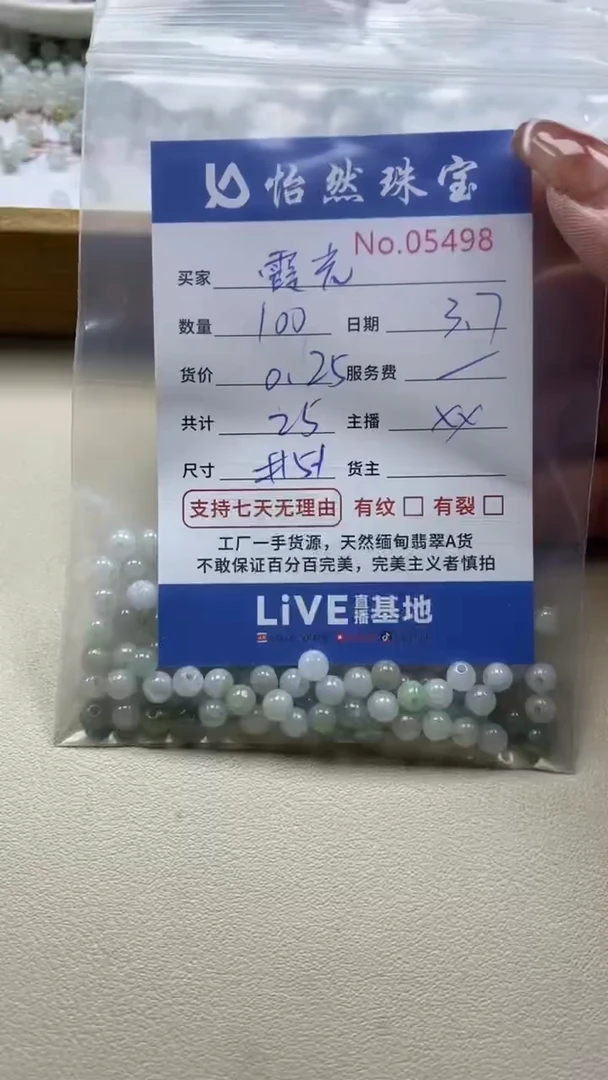 怡然珠宝
No.05498
买家 霞光
数量 100 日期 3.7
货价 0.25 服务费 /
共计 25 主播 xx
尺寸 货主
支持七天无理由 有纹 □ 有裂 □
工厂一手货源，天然缅甸翡翠A货
不敢保证百分百完美，完美主义者慎拍
LiVE直播基地